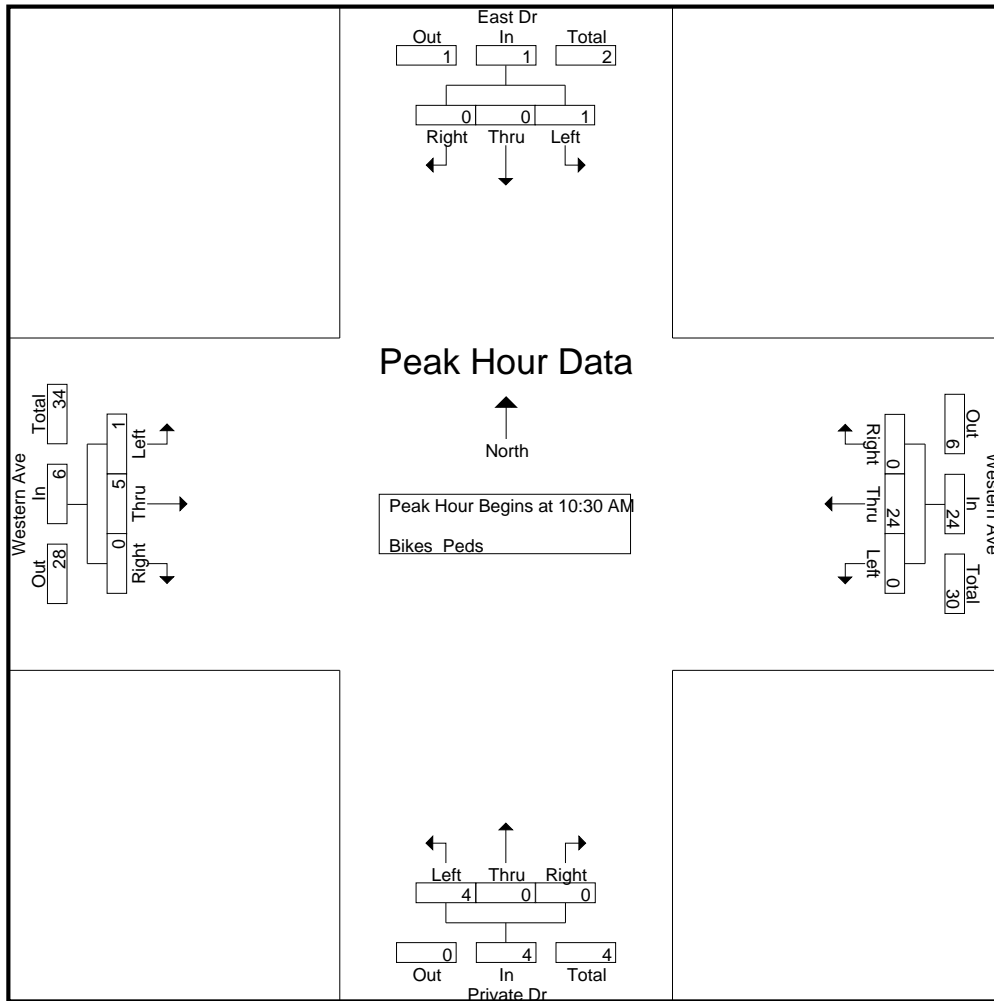 East Dr
Out In Total
1 1 2
0 0 1
Right Thru Left
Peak Hour Data
North
Peak Hour Begins at 10:30 AM
Bikes Peds
Western Ave
Total In Out
34 6 28
1 5 0
Left Thru Right
Western Ave
Out In Total
6 24 30
0 24 0
Right Thru Left
Left Thru Right
4 0 0
0 4 4
Out In Total
Private Dr